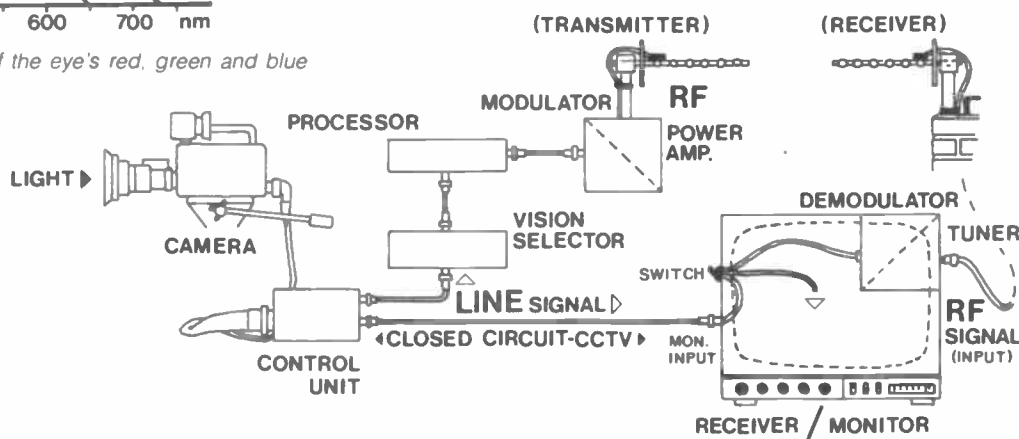 600 700 nm
f the eye's red, green and blue
(TRANSMITTER)
(RECEIVER)
MODULATOR
RF
POWER
AMP.
PROCESSOR
LIGHT
CAMERA
VISION
SELECTOR
DEMODULATOR
TUNER
SWITCH
LINE SIGNAL
CLOSED CIRCUIT-CCTV
MON.
INPUT
RF
SIGNAL
(INPUT)
CONTROL
UNIT
RECEIVER / MONITOR